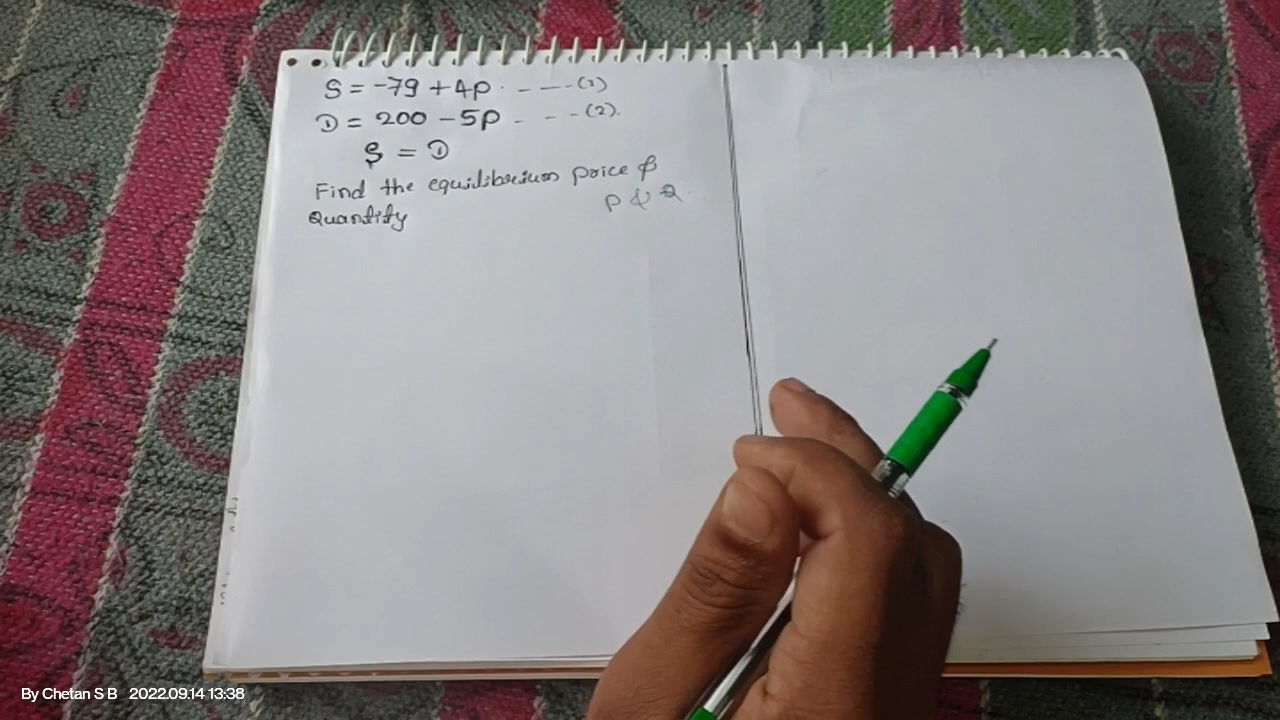 S = -79 + 4p - - - - (1)
D = 200 - 5p - - - - (2).
S = D
Find the equilibrium price &
Quantity P & Q.
By Chetan S B 2022.09.14 13:38